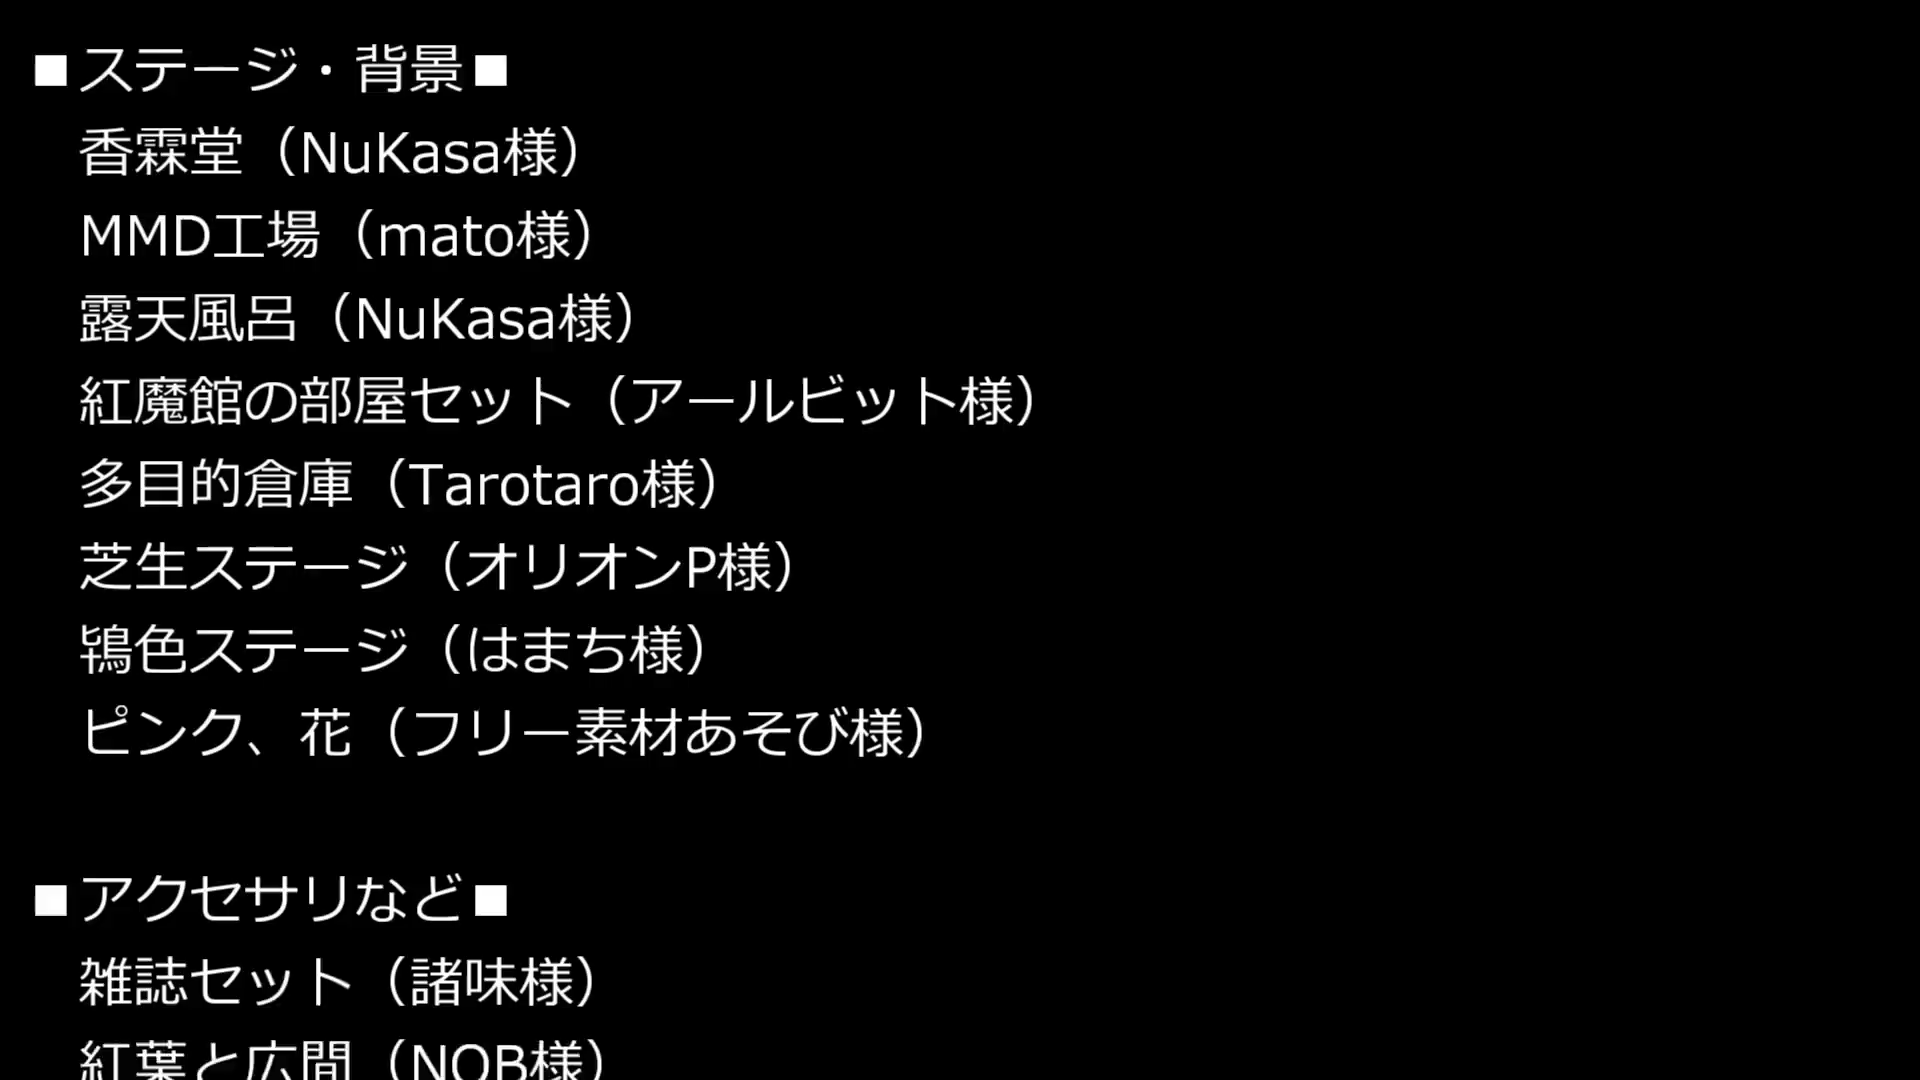 ■ステージ・背景■
香霖堂（NuKasa様）
MMD工場（mato様）
露天風呂（NuKasa様）
紅魔館の部屋セット（アールビット様）
多目的倉庫（Tarotaro様）
芝生ステージ（オリオンP様）
鴇色ステージ（はまち様）
ピンク、花（フリー素材あそび様）
■アクセサリなど■
雑誌セット（諸味様）
紅葉と広間（NOB様）